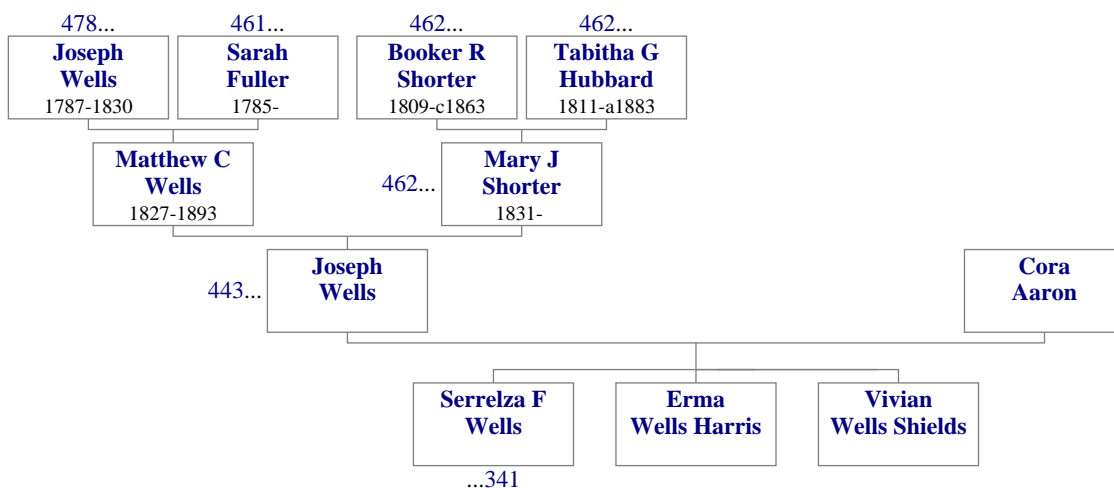 478...
461...
462...
462...
Joseph
Wells
1787-1830
Sarah
Fuller
1785-
Booker R
Shorter
1809-c1863
Tabitha G
Hubbard
1811-a1883
Matthew C
Wells
1827-1893
462...
Mary J
Shorter
1831-
443...
Joseph
Wells
Cora
Aaron
Serrelza F
Wells
Erma
Wells Harris
Vivian
Wells Shields
...341